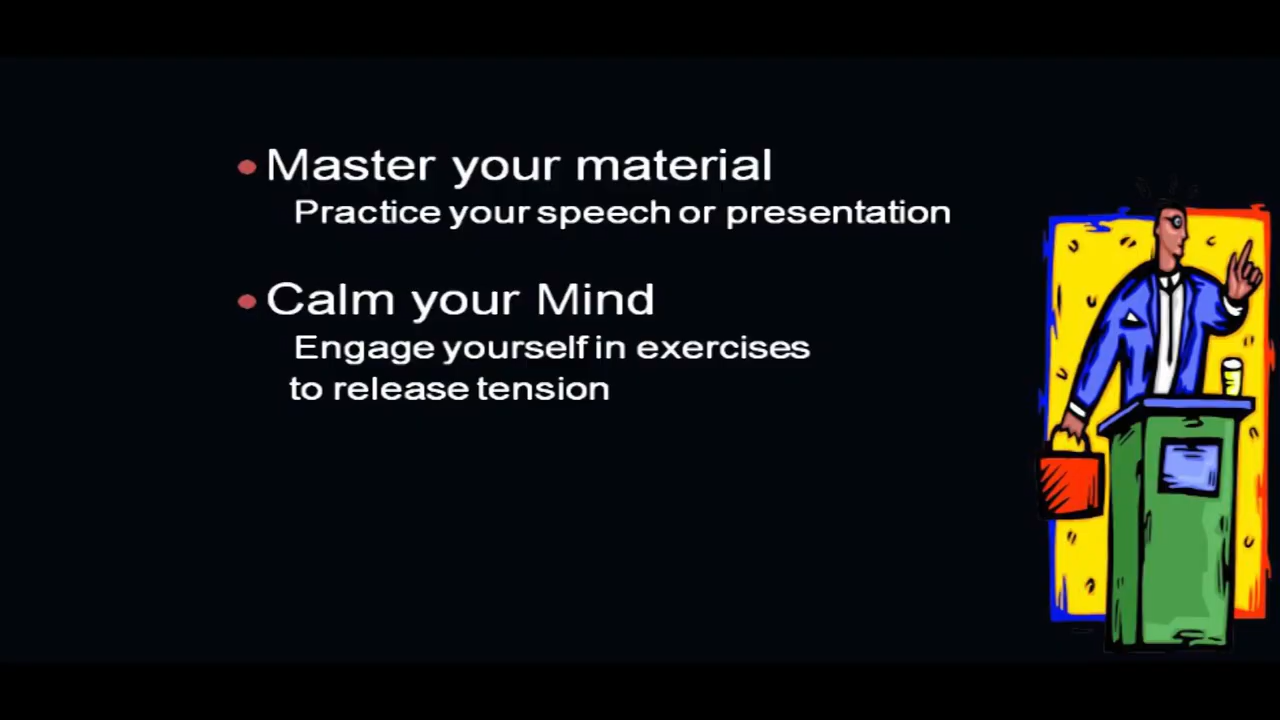 • Master your material
Practice your speech or presentation
• Calm your Mind
Engage yourself in exercises
to release tension